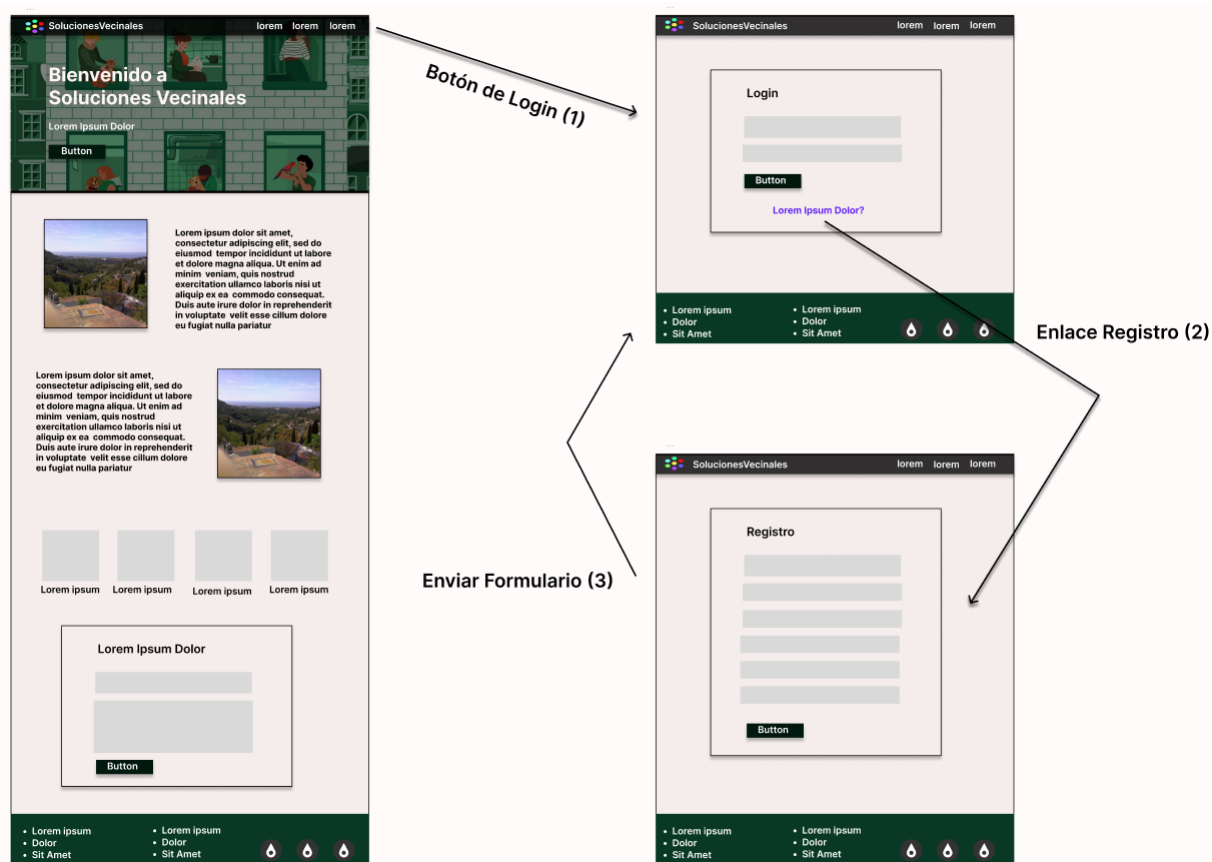 SolucionesVecinales
lorem lorem lorem
Bienvenido a
Soluciones Vecinales
Lorem Ipsum Dolor
Button
Lorem ipsum dolor sit amet,
consectetur adipiscing elit, sed do
eiusmod tempor incididunt ut labore
et dolore magna aliqua. Ut enim ad
minim veniam, quis nostrud
exercitation ullamco laboris nisi ut
aliquip ex ea commodo consequat.
Duis aute irure dolor in reprehenderit
in voluptate velit esse cillum dolore
eu fugiat nulla pariatur
Lorem ipsum dolor sit amet,
consectetur adipiscing elit, sed do
eiusmod tempor incididunt ut labore
et dolore magna aliqua. Ut enim ad
minim veniam, quis nostrud
exercitation ullamco laboris nisi ut
aliquip ex ea commodo consequat.
Duis aute irure dolor in reprehenderit
in voluptate velit esse cillum dolore
eu fugiat nulla pariatur
Lorem ipsum Lorem ipsum Lorem ipsum Lorem ipsum
Lorem Ipsum Dolor
Button
• Lorem ipsum
• Dolor
• Sit Amet
• Lorem ipsum
• Dolor
• Sit Amet
Botón de Login (1)
SolucionesVecinales
lorem lorem lorem
Login
Button
Lorem Ipsum Dolor?
• Lorem ipsum
• Dolor
• Sit Amet
• Lorem ipsum
• Dolor
• Sit Amet
Enlace Registro (2)
SolucionesVecinales
lorem lorem lorem
Registro
Button
• Lorem ipsum
• Dolor
• Sit Amet
• Lorem ipsum
• Dolor
• Sit Amet
Enviar Formulario (3)